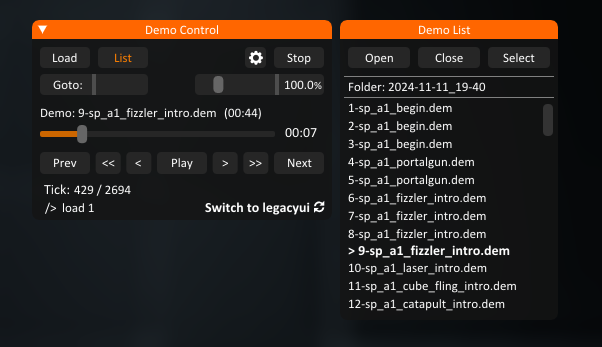 Demo Control
Load List Stop
Goto: 100.0%
Demo: 9-sp_a1_fizzler_intro.dem (00:44)
00:07
Prev << < Play > >> Next
Tick: 429 / 2694
/> load 1 Switch to legacyui
Demo List
Open Close Select
Folder: 2024-11-11_19-40
1-sp_a1_begin.dem
2-sp_a1_begin.dem
3-sp_a1_begin.dem
4-sp_a1_portalgun.dem
5-sp_a1_portalgun.dem
6-sp_a1_fizzler_intro.dem
7-sp_a1_fizzler_intro.dem
8-sp_a1_fizzler_intro.dem
> 9-sp_a1_fizzler_intro.dem
10-sp_a1_laser_intro.dem
11-sp_a1_cube_fling_intro.dem
12-sp_a1_catapult_intro.dem